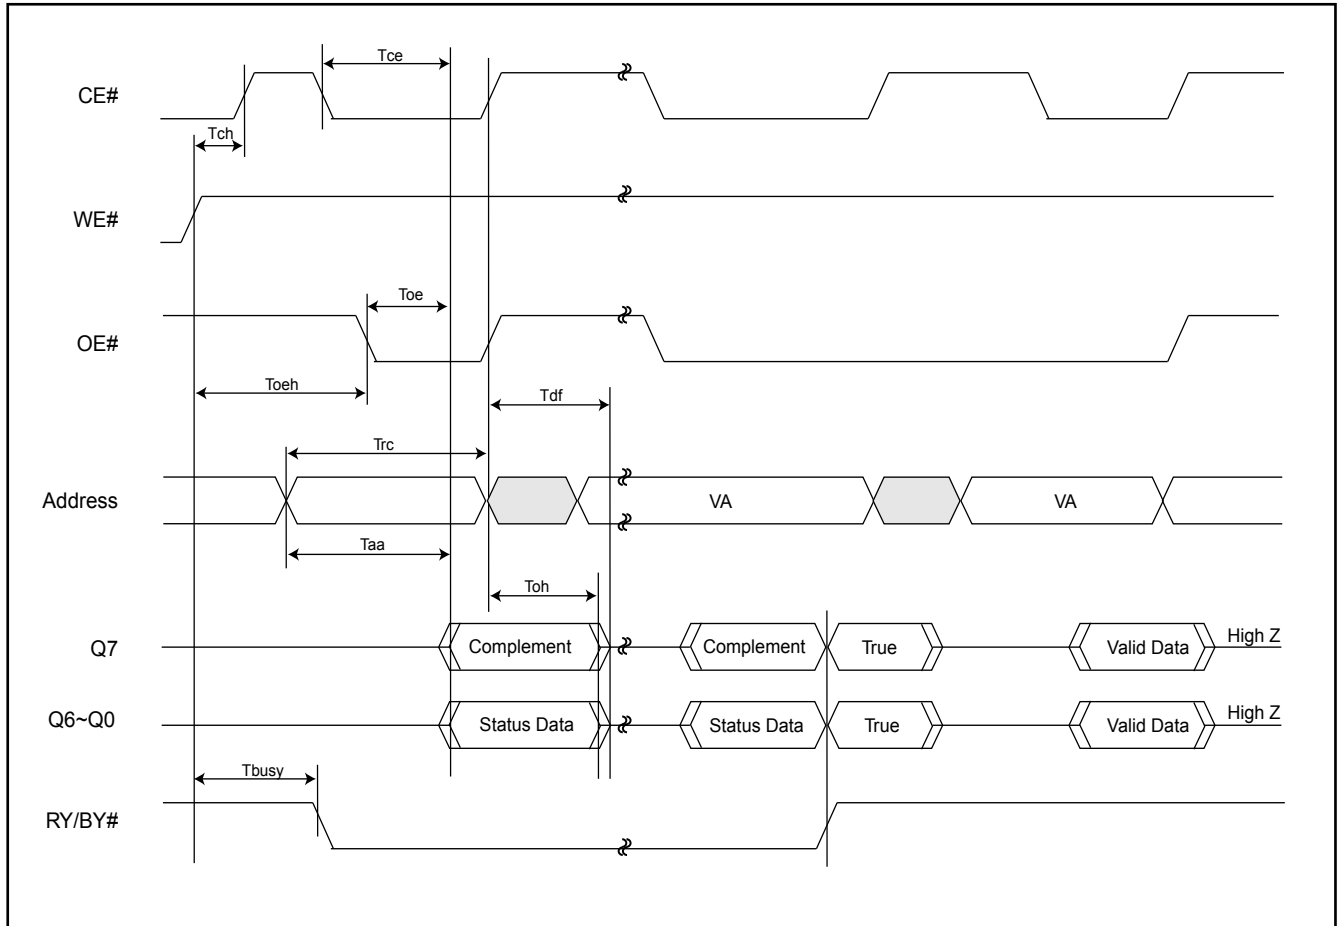 Tce
CE#
Tch
WE#
Toe
OE#
Toeh
Tdf
Trc
Address
VA
VA
Taa
Toh
Q7
Complement
Complement
True
Valid Data
High Z
Q6~Q0
Status Data
Status Data
True
Valid Data
High Z
Tbusy
RY/BY#